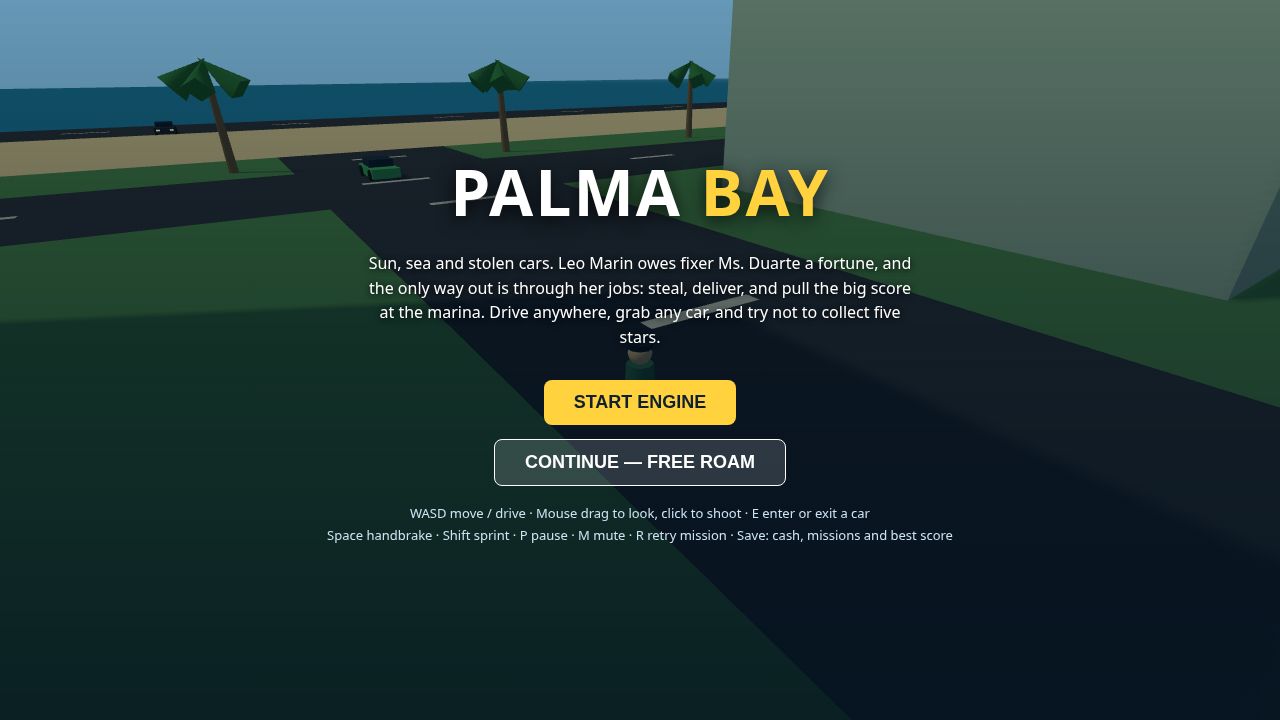 PALMA BAY
Sun, sea and stolen cars. Leo Marin owes fixer Ms. Duarte a fortune, and
the only way out is through her jobs: steal, deliver, and pull the big score
at the marina. Drive anywhere, grab any car, and try not to collect five
stars.
START ENGINE
CONTINUE — FREE ROAM
WASD move / drive · Mouse drag to look, click to shoot · E enter or exit a car
Space handbrake · Shift sprint · P pause · M mute · R retry mission · Save: cash, missions and best score